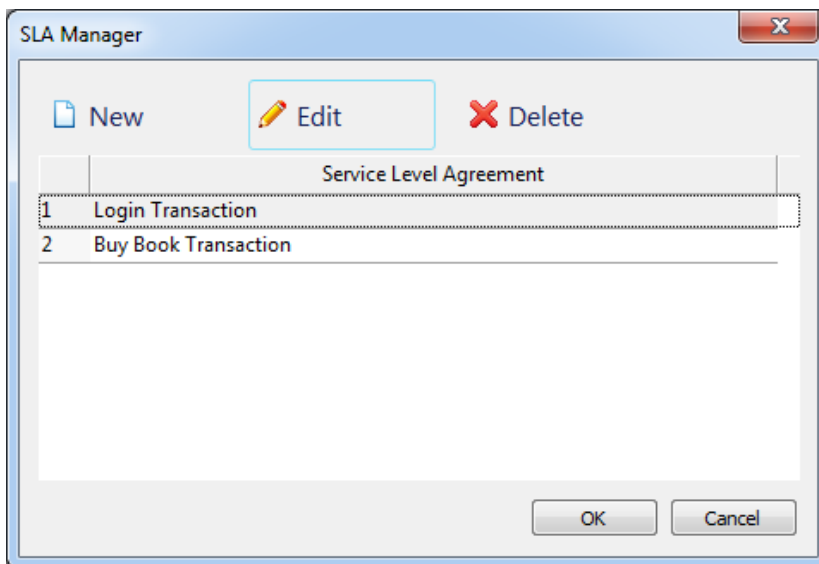 SLA Manager
New Edit Delete
Service Level Agreement
1 Login Transaction
2 Buy Book Transaction
OK Cancel